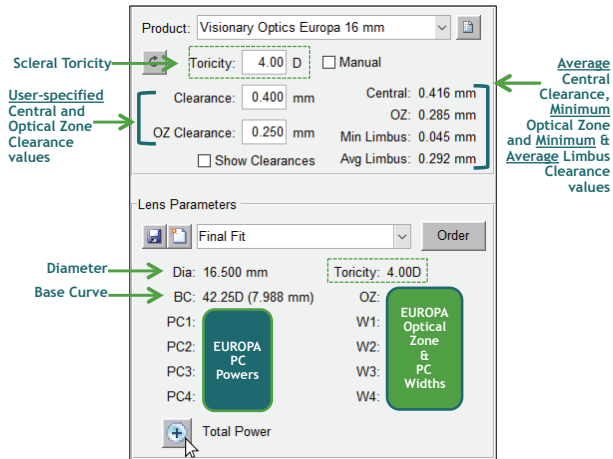 Product: Visionary Optics Europa 16 mm
Scleral Toricity
Toricity: 4.00 D Manual
User-specified
Central and
Optical Zone
Clearance
values
Clearance: 0.400 mm
OZ Clearance: 0.250 mm
Show Clearances
Central: 0.416 mm
OZ: 0.285 mm
Min Limbus: 0.045 mm
Avg Limbus: 0.292 mm
Average
Central
Clearance,
Minimum
Optical Zone
and Minimum &
Average Limbus
Clearance
values
Lens Parameters
Final Fit
Order
Diameter
Dia: 16.500 mm
Toricity: 4.00D
Base Curve
BC: 42.25D (7.988 mm)
OZ:
PC1:
W1:
PC2:
W2:
PC3:
W3:
PC4:
W4:
EUROPA
PC
Powers
EUROPA
Optical
Zone
&
PC
Widths
Total Power